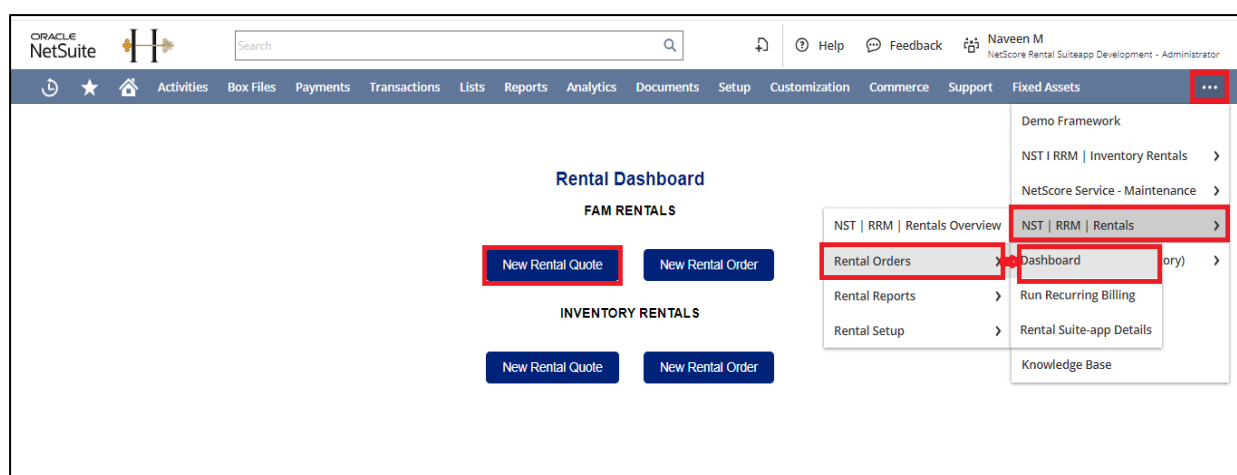 ORACLE
NetSuite
Search
Help
Feedback
Naveen M
NetScore Rental Suiteapp Development - Administrator
Activities Box Files Payments Transactions Lists Reports Analytics Documents Setup Customization Commerce Support Fixed Assets
Demo Framework
NST I RRM | Inventory Rentals
NetScore Service - Maintenance
Rental Dashboard
FAM RENTALS
NST | RRM | Rentals Overview
NST | RRM | Rentals
New Rental Quote New Rental Order
Rental Orders
Dashboard
ory)
INVENTORY RENTALS
Rental Reports
Run Recurring Billing
Rental Setup
Rental Suite-app Details
New Rental Quote New Rental Order
Knowledge Base